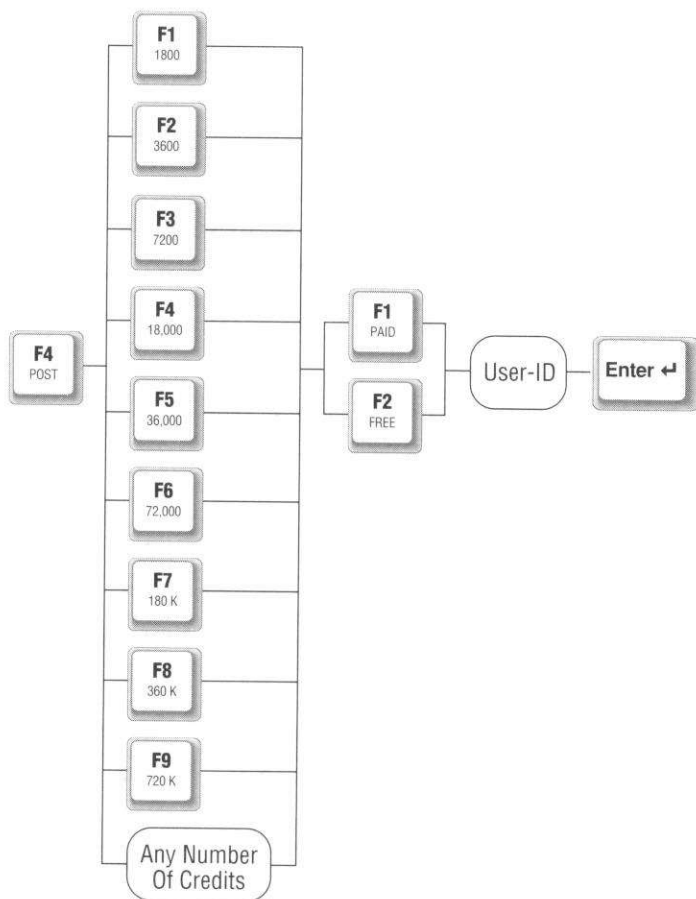 F1
1800
F2
3600
F3
7200
F4
18,000
F4
POST
F5
36,000
F6
72,000
F7
180 K
F8
360 K
F9
720 K
Any Number
Of Credits
F1
PAID
F2
FREE
User-ID
Enter ↵